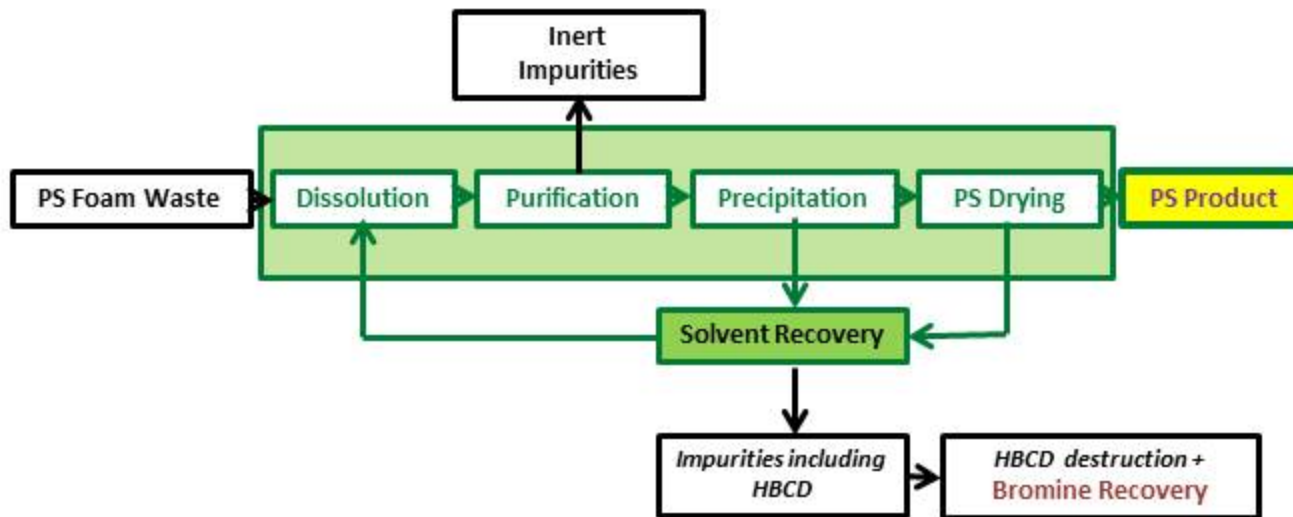 Inert
Impurities
PS Foam Waste
Dissolution
Purification
Precipitation
PS Drying
PS Product
Solvent Recovery
Impurities including
HBCD
HBCD destruction +
Bromine Recovery